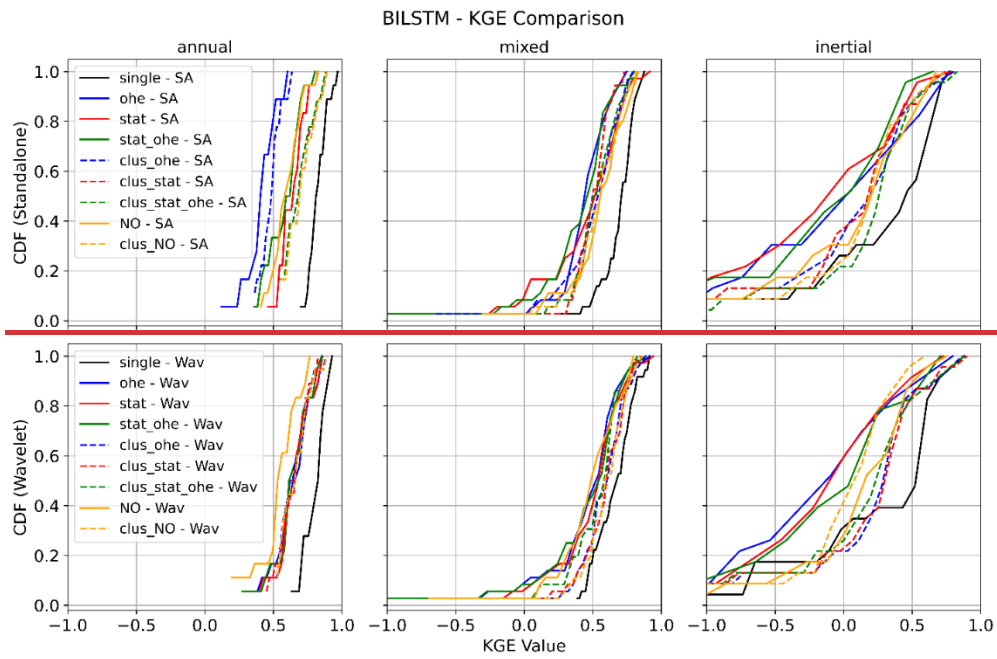 BILSTM - KGE Comparison
annual
mixed
inertial
CDF (Standalone)
1.0
0.8
0.6
0.4
0.2
0.0
single - SA
ohe - SA
stat - SA
stat_ohe - SA
clus_ohe - SA
clus_stat - SA
clus_stat_ohe - SA
NO - SA
clus_NO - SA
CDF (Wavelet)
1.0
0.8
0.6
0.4
0.2
0.0
single - Wav
ohe - Wav
stat - Wav
stat_ohe - Wav
clus_ohe - Wav
clus_stat - Wav
clus_stat_ohe - Wav
NO - Wav
clus_NO - Wav
−1.0 −0.5 0.0 0.5 1.0
−1.0 −0.5 0.0 0.5 1.0
−1.0 −0.5 0.0 0.5 1.0
KGE Value